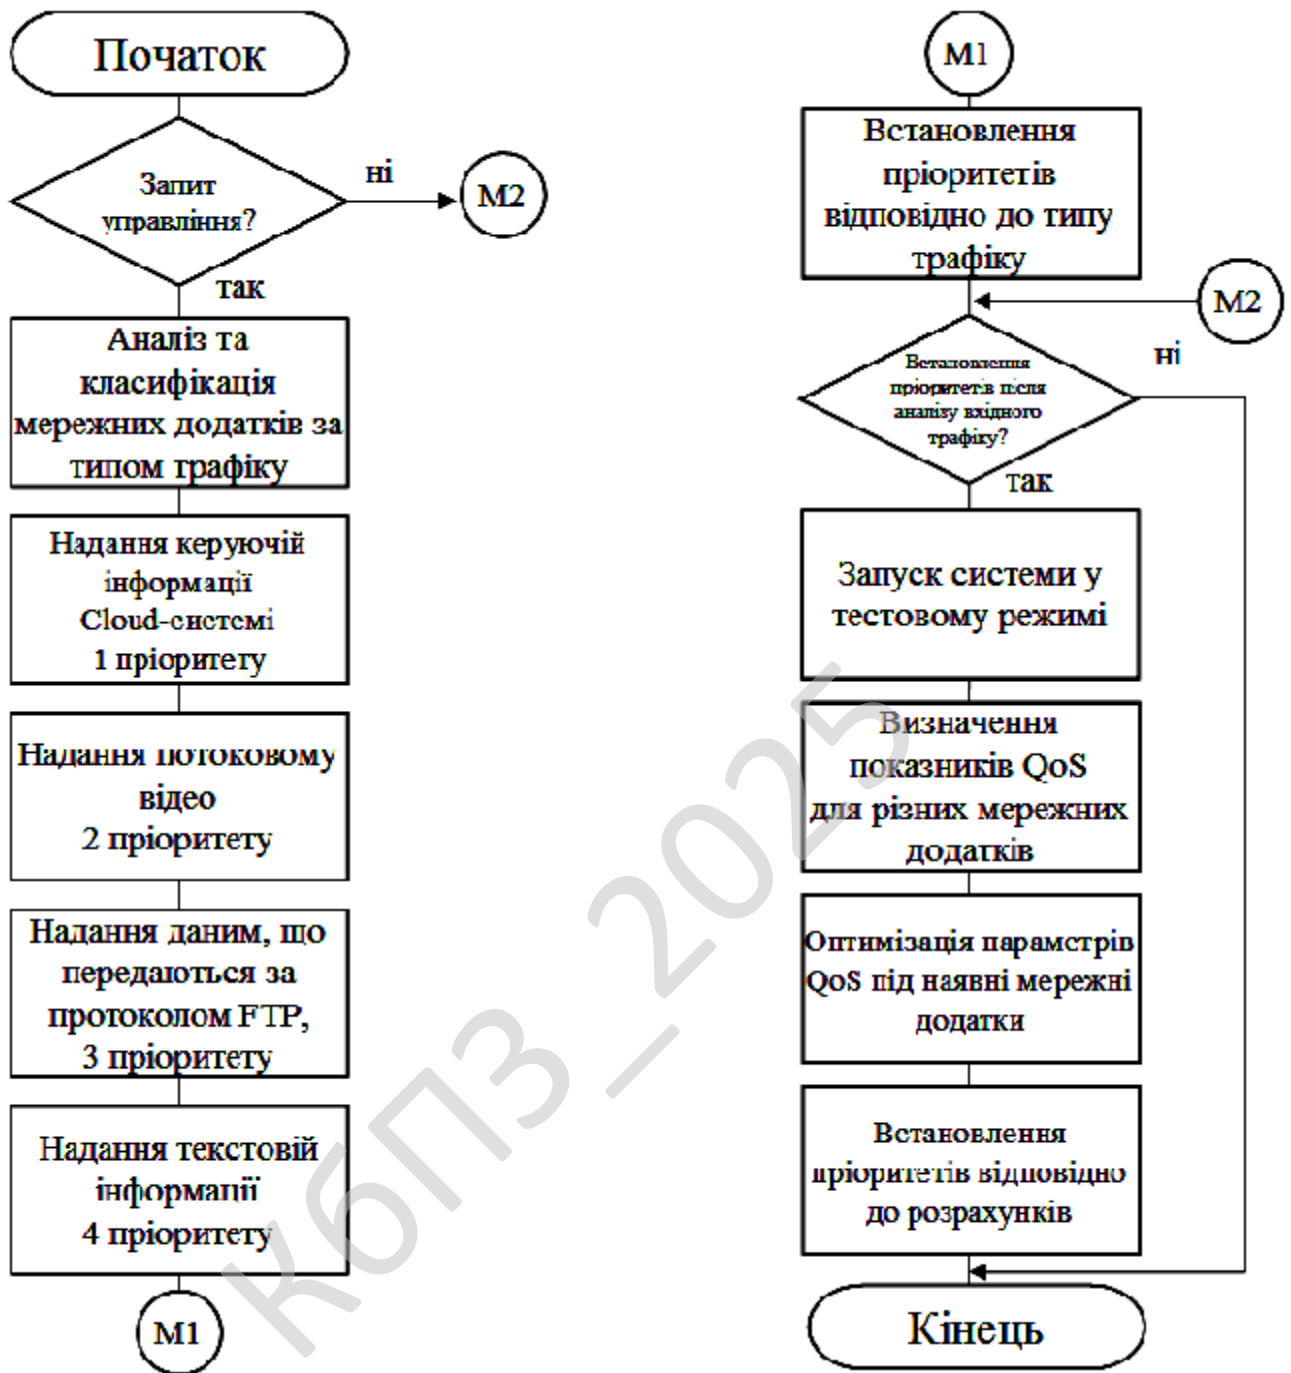 Початок
Запит
управління?
ні
М2
так
Аналіз та
класифікація
мережних додатків за
типом трафіку
Надання керуючій
інформації
Cloud-системі
1 пріоритету
Надання потоковому
відео
2 пріоритету
Надання даним, що
передаються за
протоколом FTP,
3 пріоритету
Надання текстовій
інформації
4 пріоритету
М1
М1
Встановлення
пріоритетів
відповідно до типу
трафіку
М2
Встановлення
пріоритетів після
аналізу вхідного
трафіку?
ні
так
Запуск системи у
тестовому режимі
Визначення
показників QoS
для різних мережних
додатків
Оптимізація параметрів
QoS під наявні мережні
додатки
Встановлення
пріоритетів відповідно
до розрахунків
Кінець
КбПЗ_2025